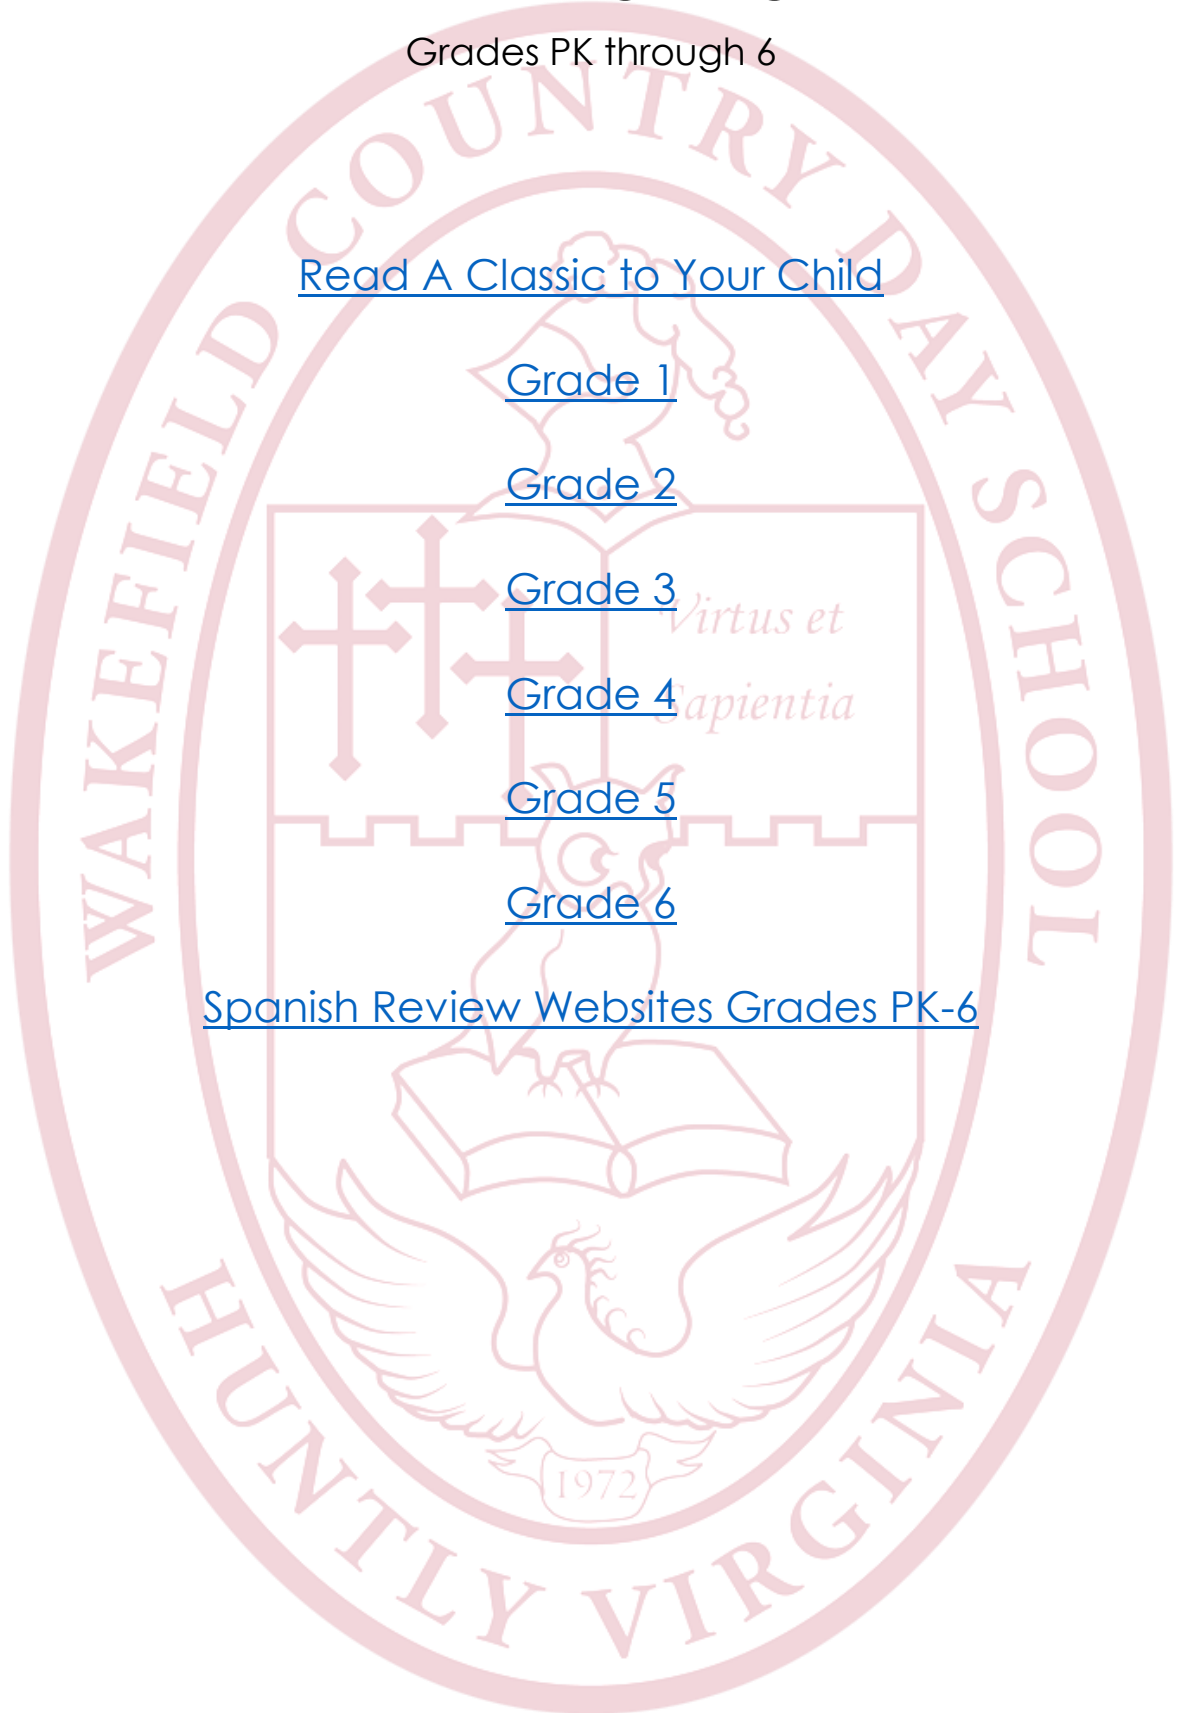 Grades PK through 6
WAKEFIELD COUNTRY DAY SCHOOL
Read A Classic to Your Child
Grade 1
Grade 2
Grade 3
Virtus et
Sapientia
Grade 4
Grade 5
Grade 6
Spanish Review Websites Grades PK-6
1972
HUNTLY VIRGINIA